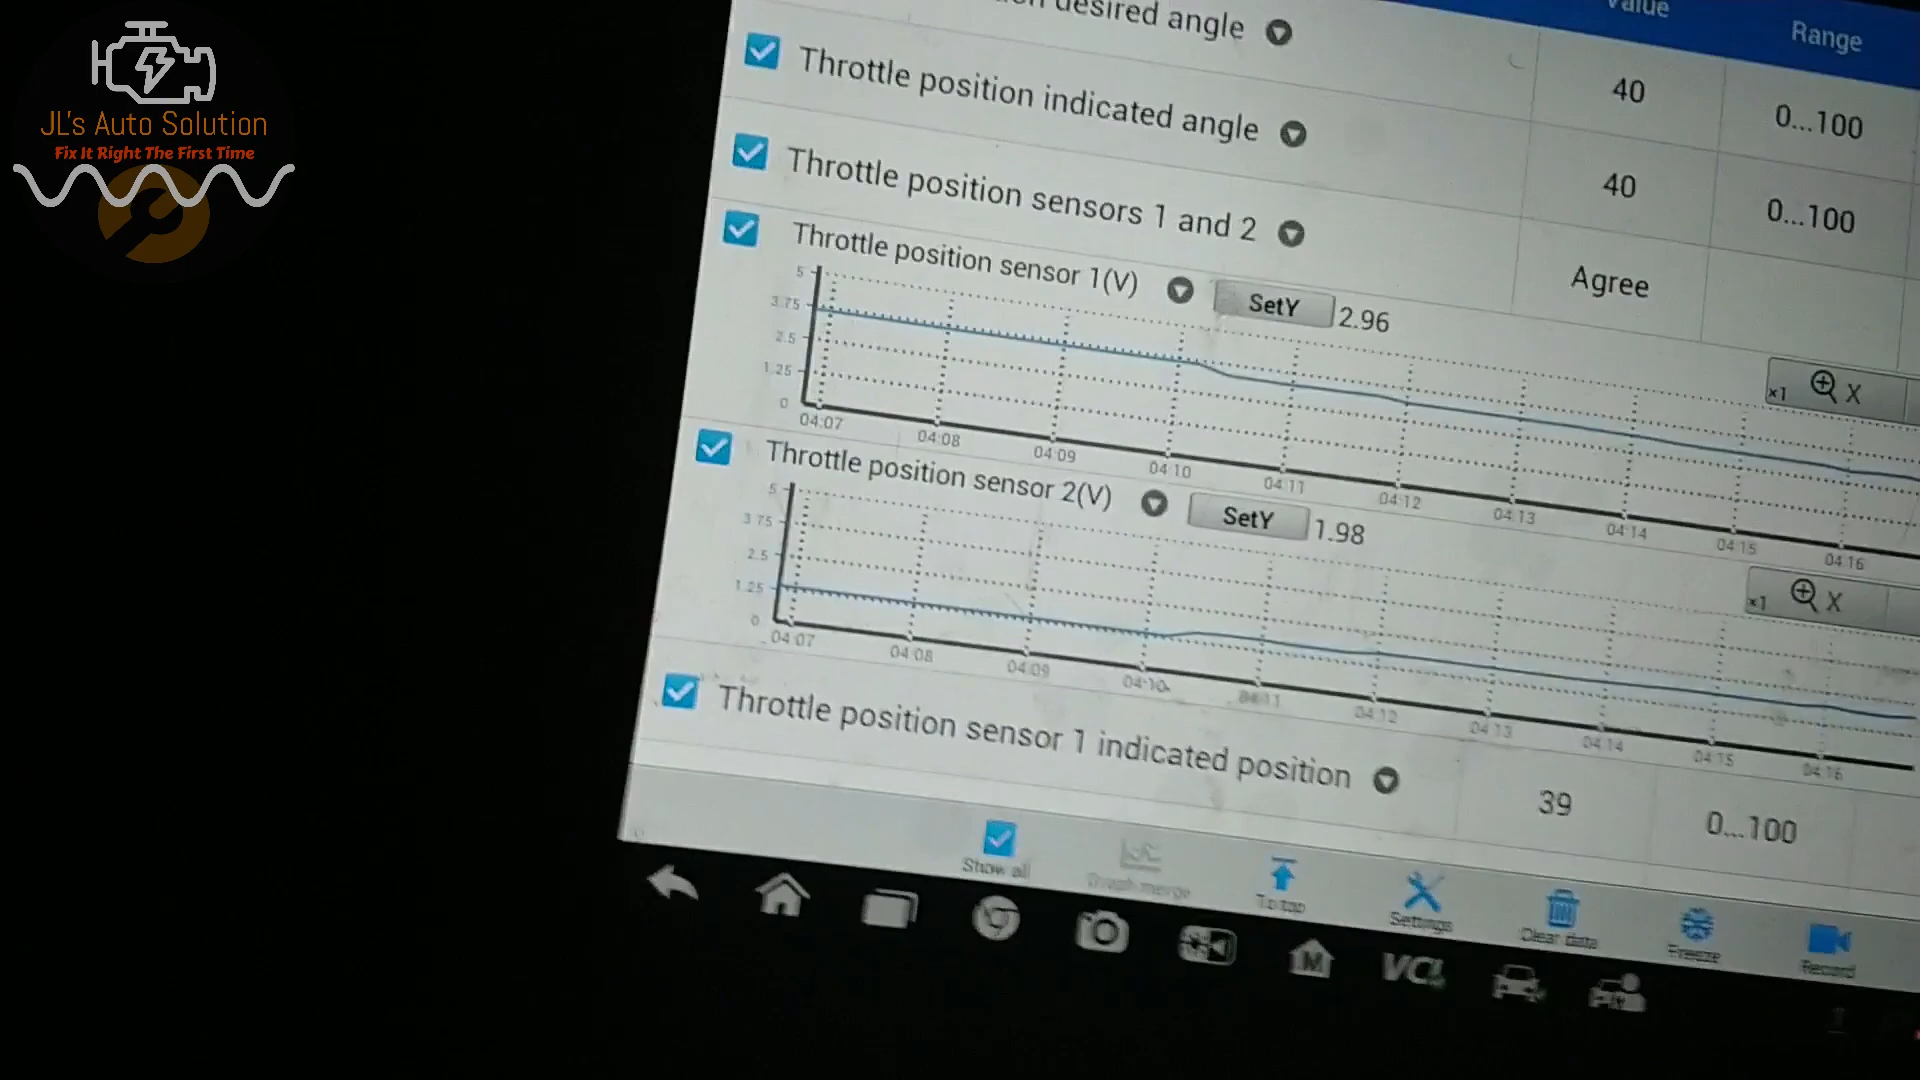 JL's Auto Solution
Fix It Right The First Time
desired angle
Value
Range
Throttle position indicated angle
40
0...100
Throttle position sensors 1 and 2
40
0...100
Throttle position sensor 1(V)
SetY
2.96
Agree
5
3.75
2.5
1.25
0
x1
X
04:07
04:08
04:09
04:10
04:11
04:12
04:13
04:14
04:15
04:16
Throttle position sensor 2(V)
SetY
1.98
5
3.75
2.5
1.25
0
x1
X
04:07
04:08
04:09
04:10
04:11
04:12
04:13
04:14
04:15
04:16
Throttle position sensor 1 indicated position
39
0...100
Show all
Graph merge
To top
Settings
Clear data
Freeze
Record
M
VCI